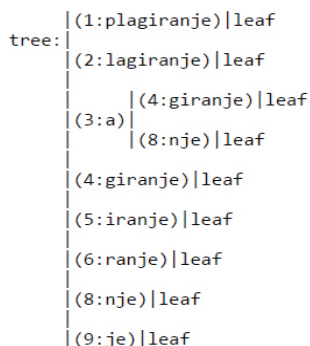 |(1:plagiranje)|leaf
tree:|
|(2:lagiranje)|leaf
|
|     |(4:giranje)|leaf
|(3:a)|
|     |(8:nje)|leaf
|
|(4:giranje)|leaf
|
|(5:iranje)|leaf
|
|(6:ranje)|leaf
|
|(8:nje)|leaf
|
|(9:je)|leaf